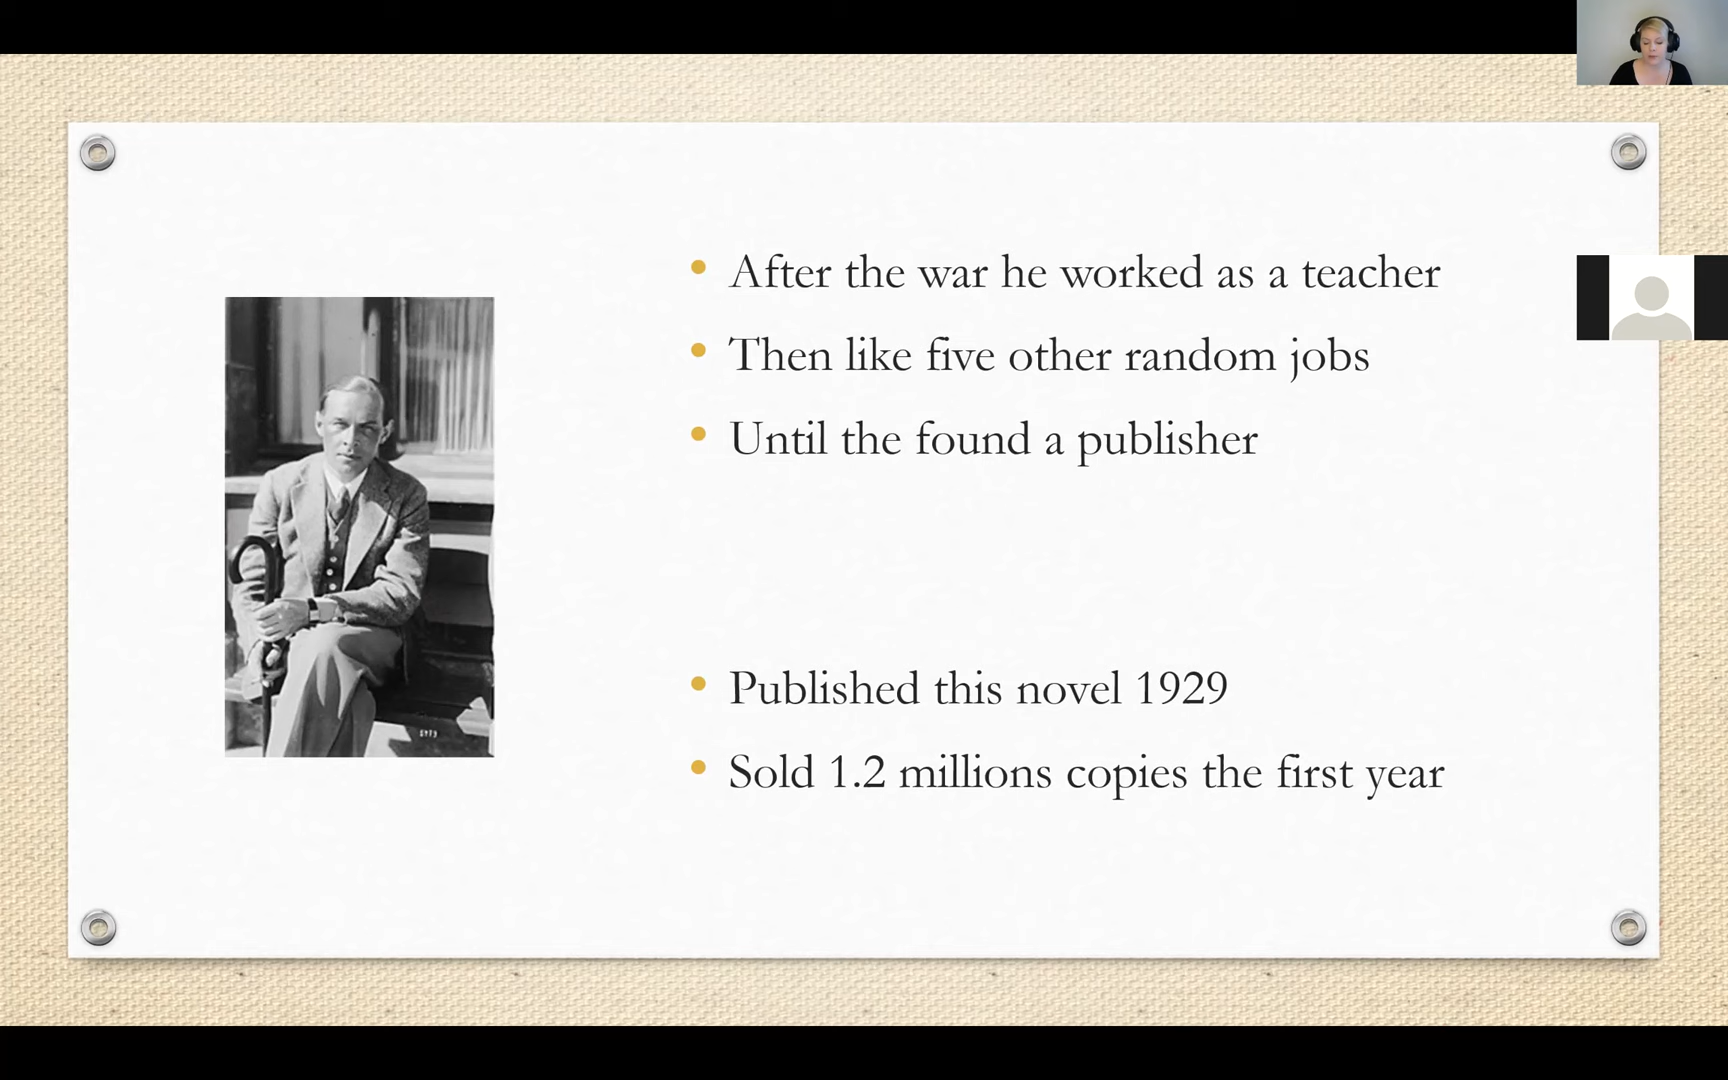 After the war he worked as a teacher
Then like five other random jobs
Until the found a publisher
Published this novel 1929
Sold 1.2 millions copies the first year